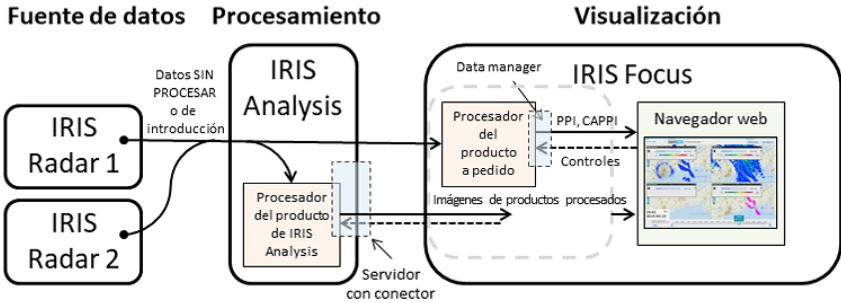 Fuente de datos
Procesamiento
Visualización
IRIS
Radar 1
IRIS
Radar 2
Datos SIN
PROCESAR
o de
introducción
IRIS
Analysis
Procesador
del producto
de IRIS
Analysis
Servidor
con conector
IRIS Focus
Data manager
Procesador
del
producto
a pedido
PPI, CAPPI
Controles
Imágenes de productos procesados
Navegador web